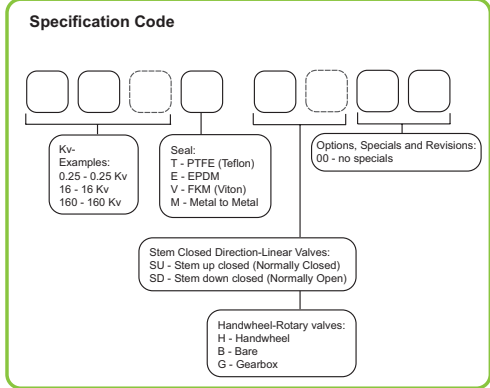 Specification Code
Kv-
Examples:
0.25 - 0.25 Kv
16 - 16 Kv
160 - 160 Kv
Seal:
T - PTFE (Teflon)
E - EPDM
V - FKM (Viton)
M - Metal to Metal
Options, Specials and Revisions:
00 - no specials
Stem Closed Direction-Linear Valves:
SU - Stem up closed (Normally Closed)
SD - Stem down closed (Normally Open)
Handwheel-Rotary valves:
H - Handwheel
B - Bare
G - Gearbox